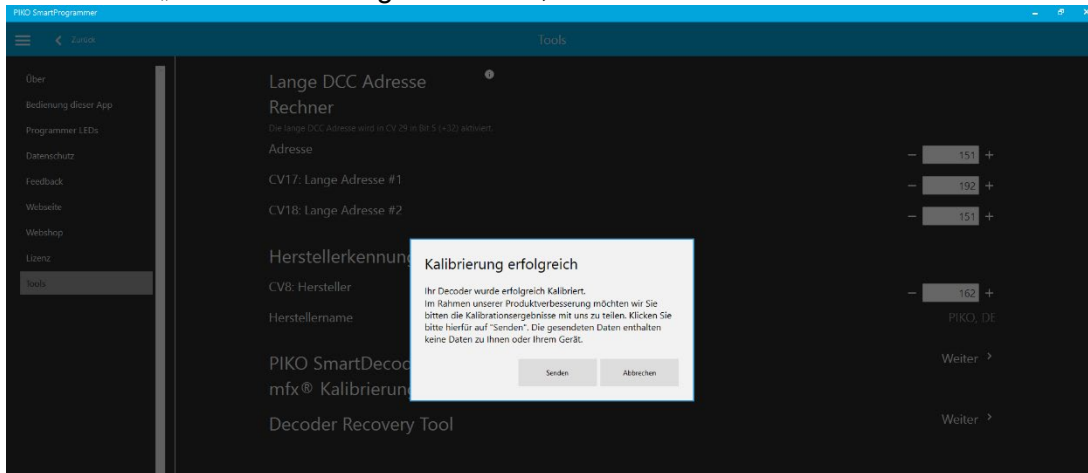 PIKO SmartProgrammer
Zurück
Tools
Über
Bedienung dieser App
Programmer LEDs
Datenschutz
Feedback
Webseite
Webshop
Lizenz
Tools
Lange DCC Adresse
Rechner
Die lange DCC Adresse wird in CV 29 in Bit 5 (+32) aktiviert.
Adresse
− 151 +
CV17: Lange Adresse #1
− 192 +
CV18: Lange Adresse #2
− 151 +
Herstellerkennung
CV8: Hersteller
− 162 +
Herstellername
PIKO, DE
PIKO SmartDecod
mfx® Kalibrierun
Weiter >
Decoder Recovery Tool
Weiter >
Kalibrierung erfolgreich
Ihr Decoder wurde erfolgreich Kalibriert.
Im Rahmen unserer Produktverbesserung möchten wir Sie
bitten die Kalibrationsergebnisse mit uns zu teilen. Klicken Sie
bitte hierfür auf "Senden". Die gesendeten Daten enthalten
keine Daten zu Ihnen oder Ihrem Gerät.
Senden
Abbrechen